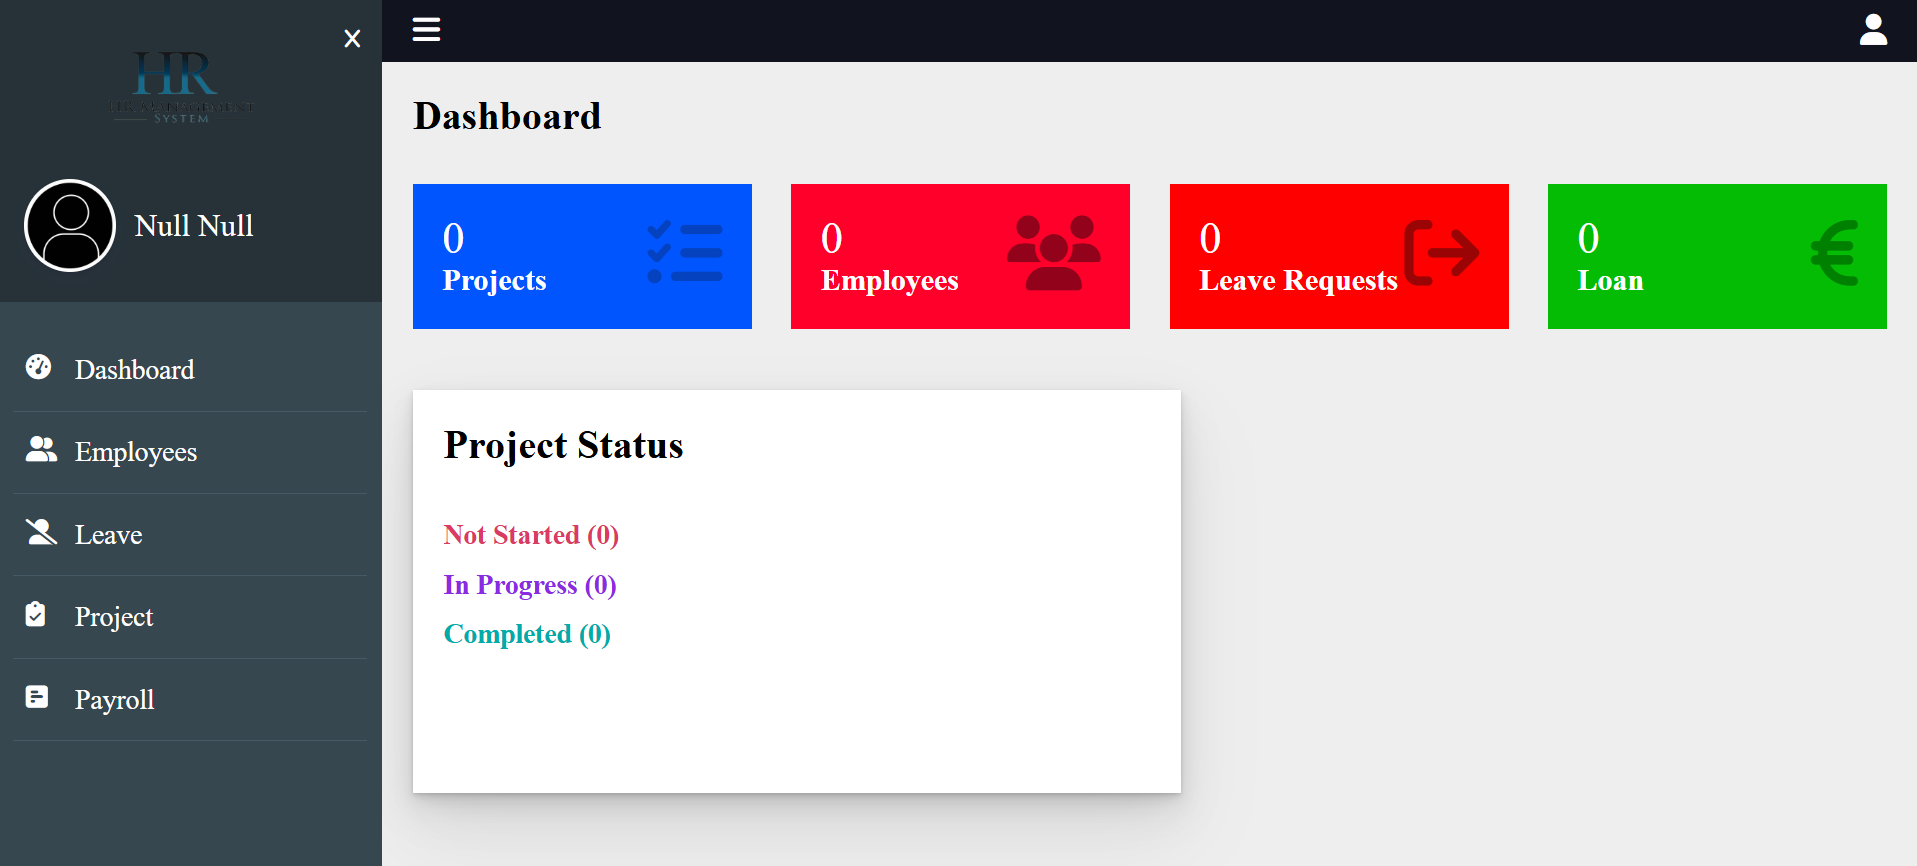 HR
HR Management
System
Null Null
Dashboard
Employees
Leave
Project
Payroll
Dashboard
0
Projects
0
Employees
0
Leave Requests
0
Loan
Project Status
Not Started (0)
In Progress (0)
Completed (0)